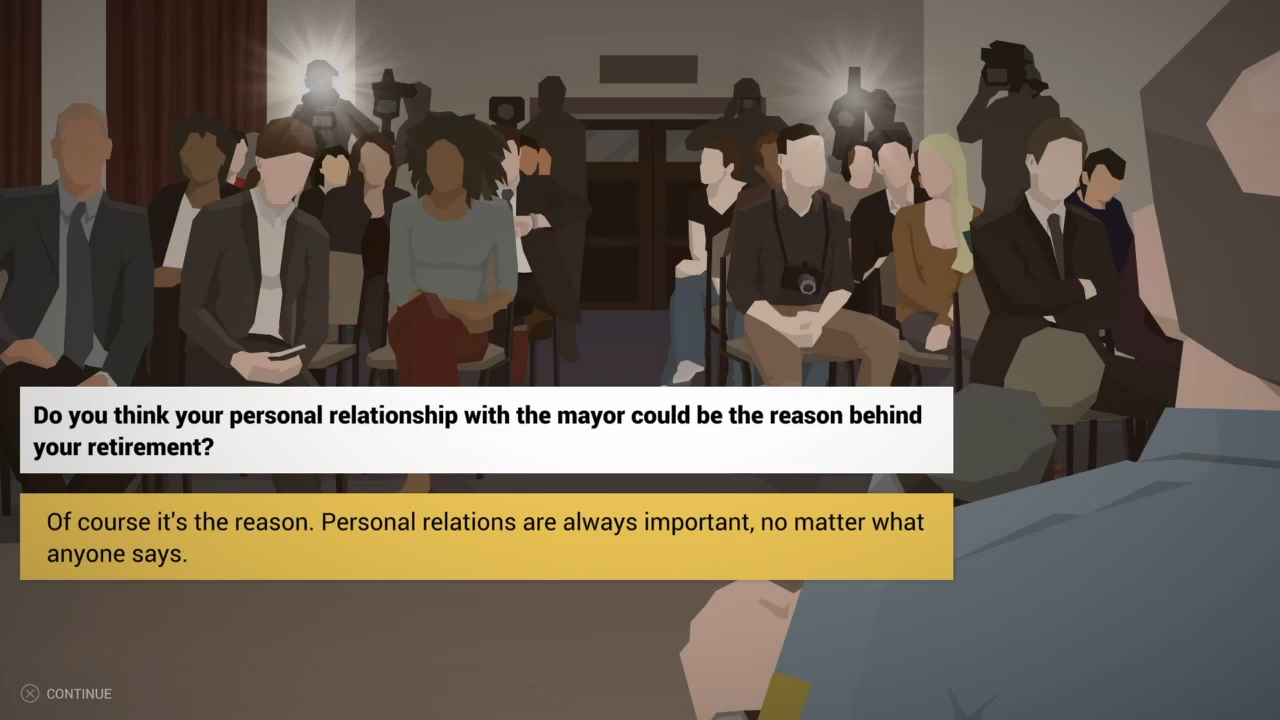 Do you think your personal relationship with the mayor could be the reason behind
your retirement?
Of course it's the reason. Personal relations are always important, no matter what
anyone says.
CONTINUE